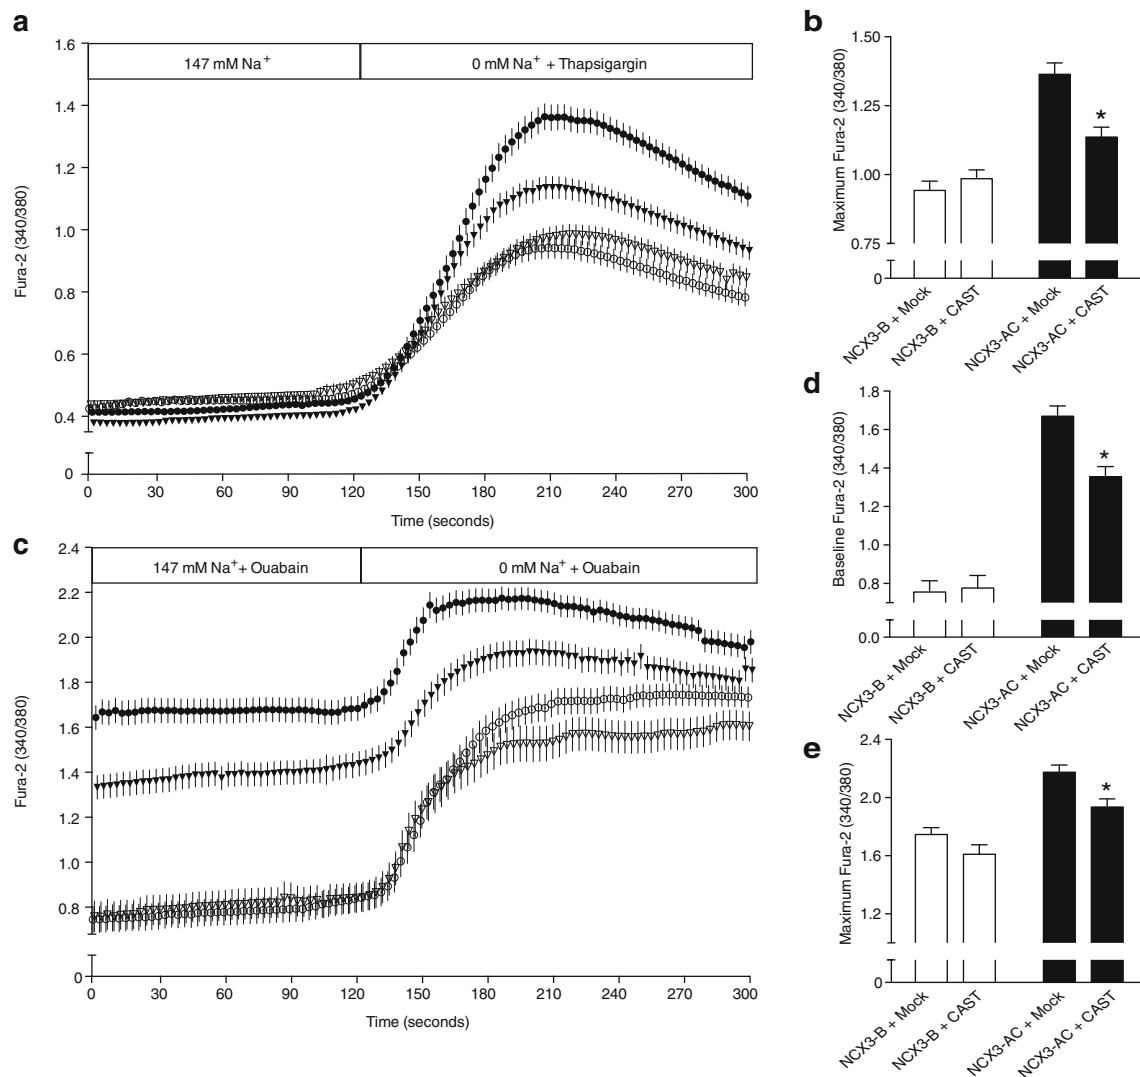 a
1.6
147 mM Na+
0 mM Na+ + Thapsigargin
1.4
1.2
1.0
0.8
0.6
0.4
0
Fura-2 (340/380)
0 30 60 90 120 150 180 210 240 270 300
Time (seconds)
b
1.50
1.25
1.00
0.75
0
Maximum Fura-2 (340/380)
*
NCX3-B + Mock
NCX3-B + CAST
NCX3-AC + Mock
NCX3-AC + CAST
c
2.4
147 mM Na+ + Ouabain
0 mM Na+ + Ouabain
2.2
2.0
1.8
1.6
1.4
1.2
1.0
0.8
0
Fura-2 (340/380)
0 30 60 90 120 150 180 210 240 270 300
Time (seconds)
d
1.8
1.6
1.4
1.2
1.0
0.8
0.0
Baseline Fura-2 (340/380)
*
NCX3-B + Mock
NCX3-B + CAST
NCX3-AC + Mock
NCX3-AC + CAST
e
2.4
2.0
1.6
1.2
0
Maximum Fura-2 (340/380)
*
NCX3-B + Mock
NCX3-B + CAST
NCX3-AC + Mock
NCX3-AC + CAST